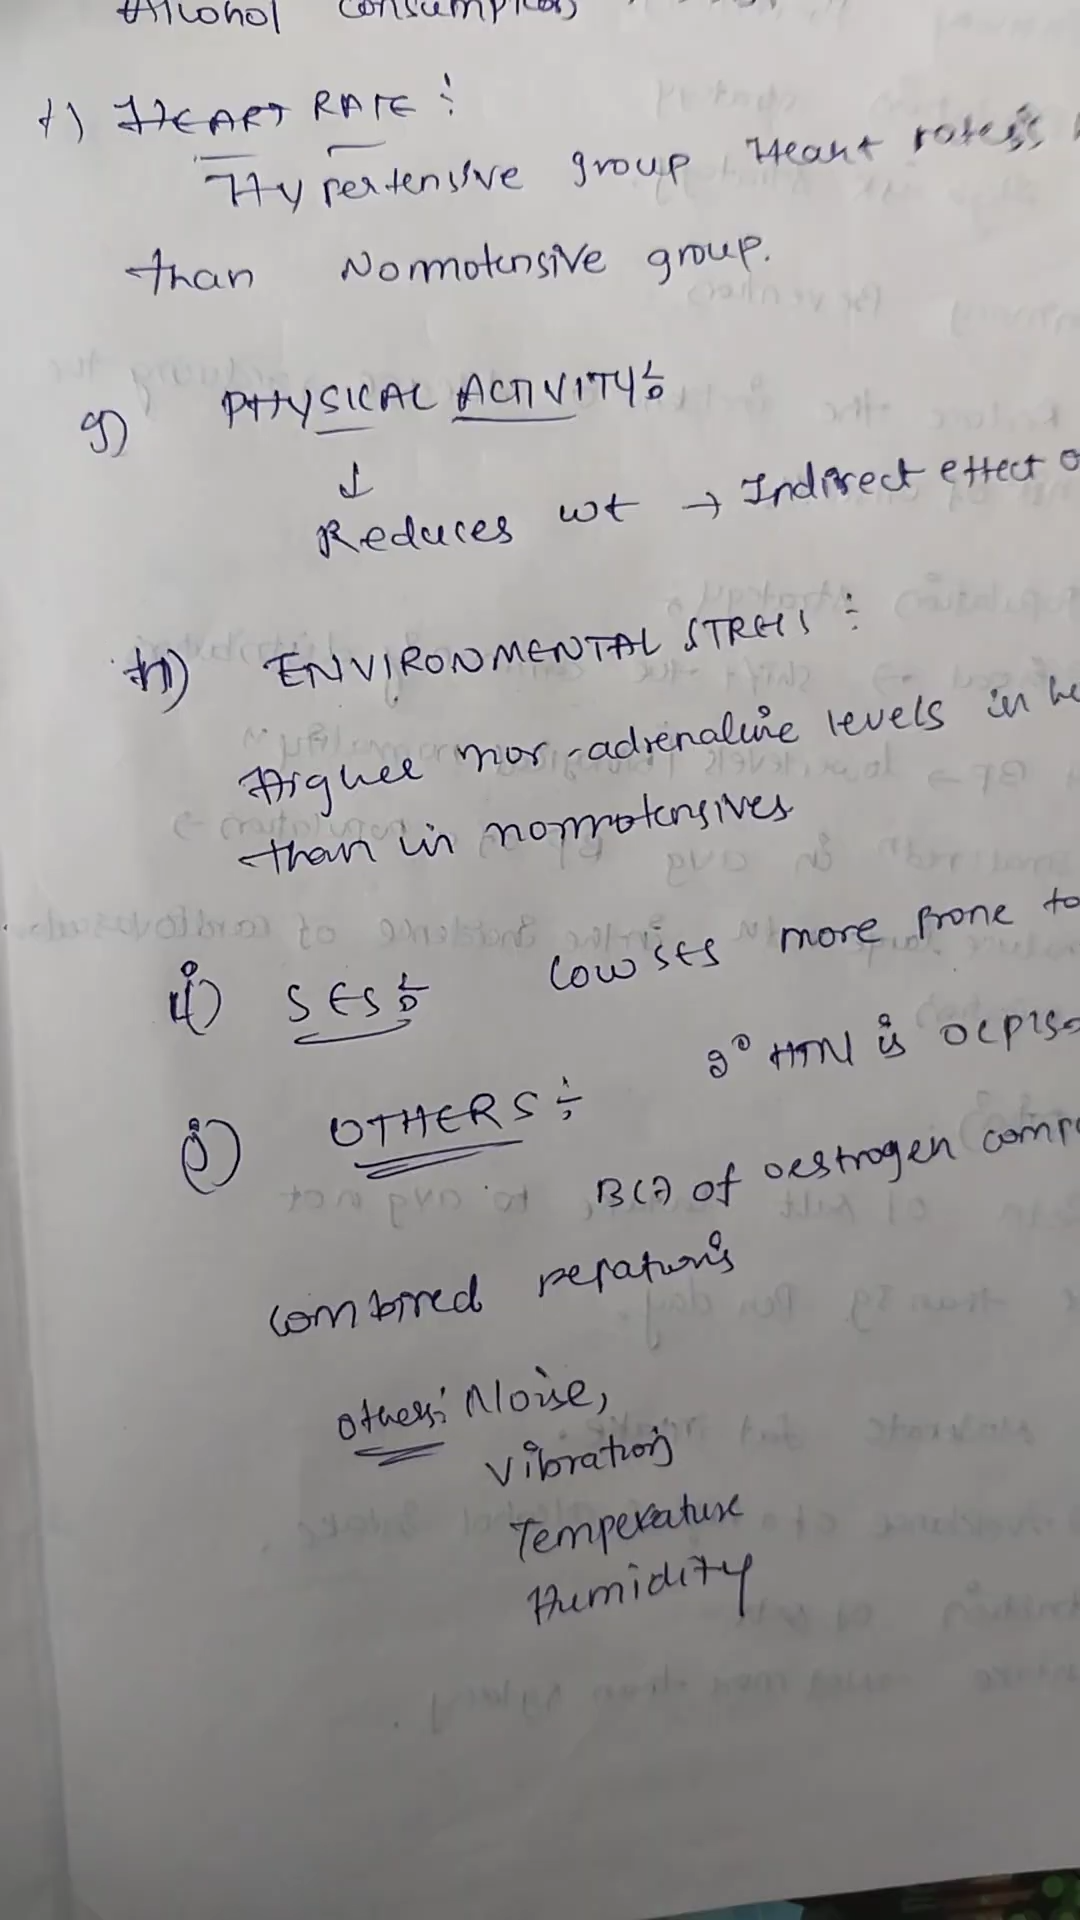 Alcohol consumption
f) HEART RATE :
Hypertensive group Heart rate is
than Normotensive group.
g) PHYSICAL ACTIVITY :
↓
Reduces wt → Indirect effect o
h) ENVIRONMENTAL STRESS :
Higher nor-adrenaline levels in
than in normotensives
i) SES : Low SES more prone to
j) OTHERS : 2° HTN is OCP
BCZ of oestrogen comp
combined
others: Noise,
Vibration
Temperature
Humidity